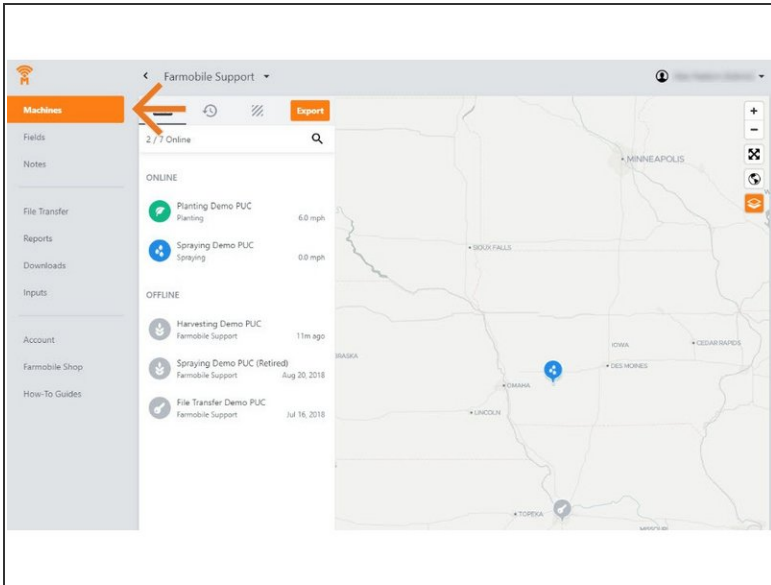 Farmobile Support
Machines
Fields
Notes
File Transfer
Reports
Downloads
Inputs
Account
Farmobile Shop
How-To Guides
Export
2 / 7 Online
ONLINE
Planting Demo PUC
Planting 6.0 mph
Spraying Demo PUC
Spraying 0.0 mph
OFFLINE
Harvesting Demo PUC
Farmobile Support 11m ago
Spraying Demo PUC (Retired)
Farmobile Support Aug 20, 2018
File Transfer Demo PUC
Farmobile Support Jul 16, 2018
+
−
MINNEAPOLIS
SIOUX FALLS
IOWA
CEDAR RAPIDS
DES MOINES
OMAHA
LINCOLN
TOPEKA